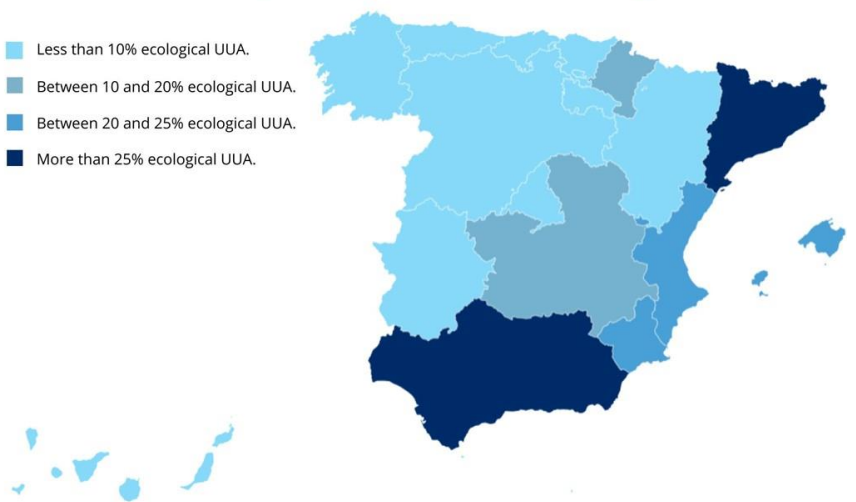 Less than 10% ecological UUA.
Between 10 and 20% ecological UUA.
Between 20 and 25% ecological UUA.
More than 25% ecological UUA.